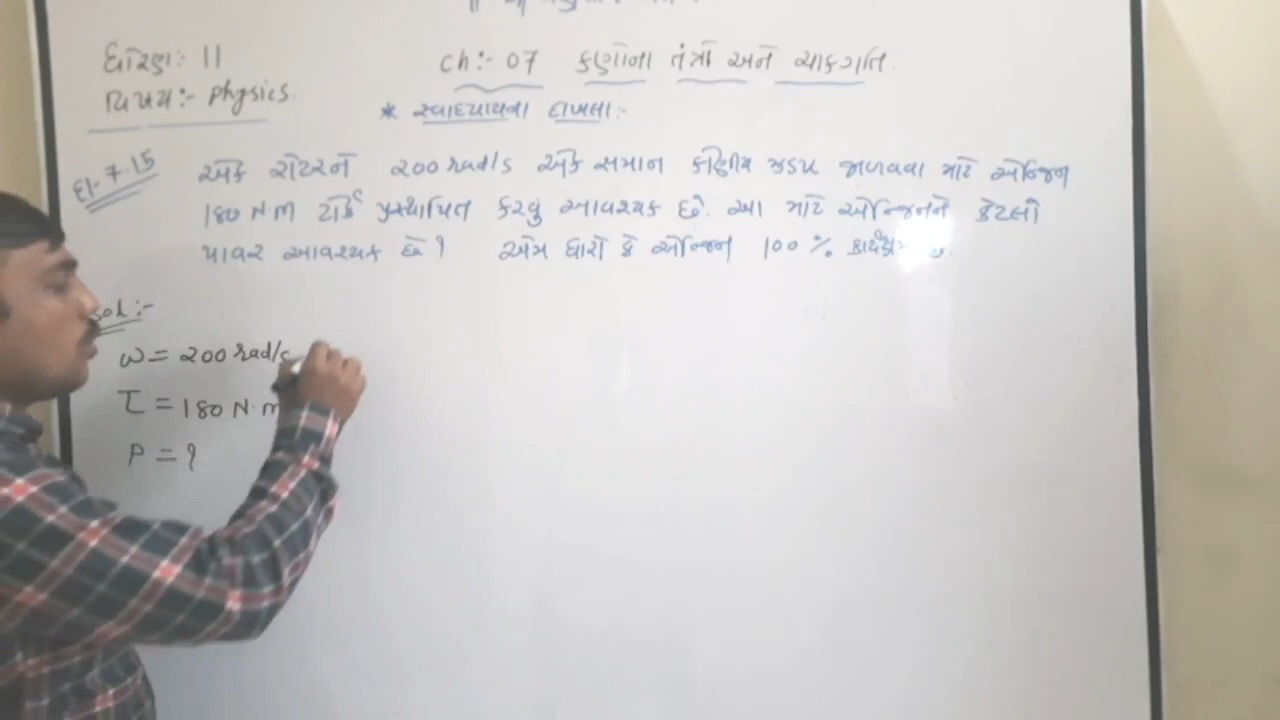 ધોરણ:- 11
વિષય:- physics.
ch:- 07 કણોના તંત્રો અને ચાકગતિ.
* સ્વાધ્યાયના દાખલા:-
દા-7.15
એક રોટરને 200 rad/s એક સમાન કોણીય ઝડપ જાળવવા માટે એન્જિન
180 N.m ટોર્ક પ્રસ્થાપિત કરવું આવશ્યક છે. આ માટે એન્જિનને કેટલો
પાવર આવશ્યક છે? એમ ધારો કે એન્જિન 100 %
sol:-
ω = 200 rad/s
τ = 180 N.m
P = ?